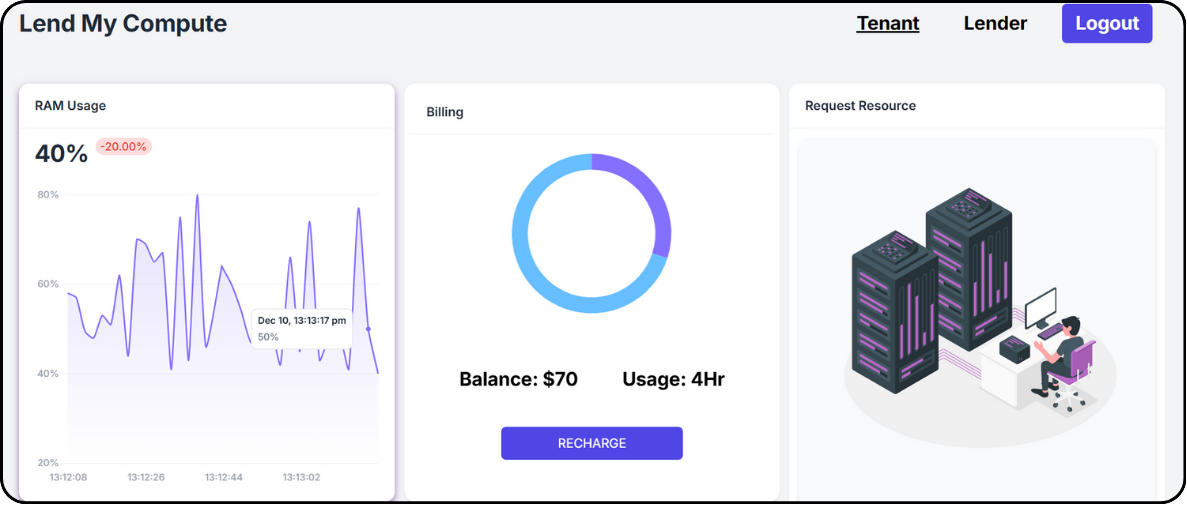 Lend My Compute
Tenant
Lender
Logout
RAM Usage
40%
-20.00%
80%
60%
40%
20%
Dec 10, 13:13:17 pm
50%
13:12:08
13:12:26
13:12:44
13:13:02
Billing
Balance: $70
Usage: 4Hr
RECHARGE
Request Resource